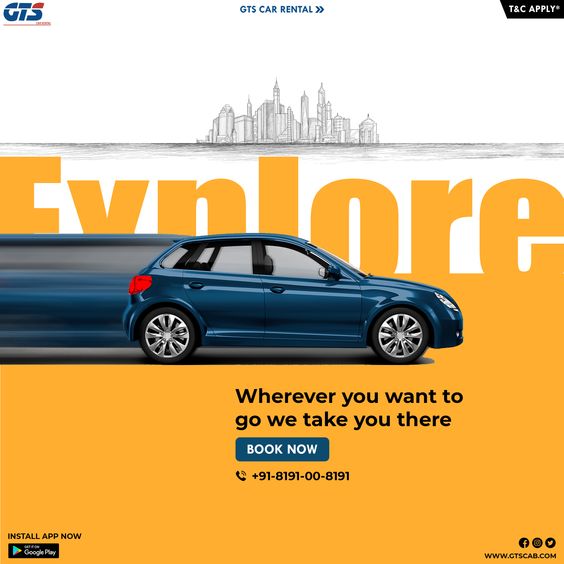 GTS
GTS CAR RENTAL >>
T&C APPLY*
Explore
Wherever you want to
go we take you there
BOOK NOW
+91-8191-00-8191
INSTALL APP NOW
GET IT ON
Google Play
WWW.GTSCAB.COM